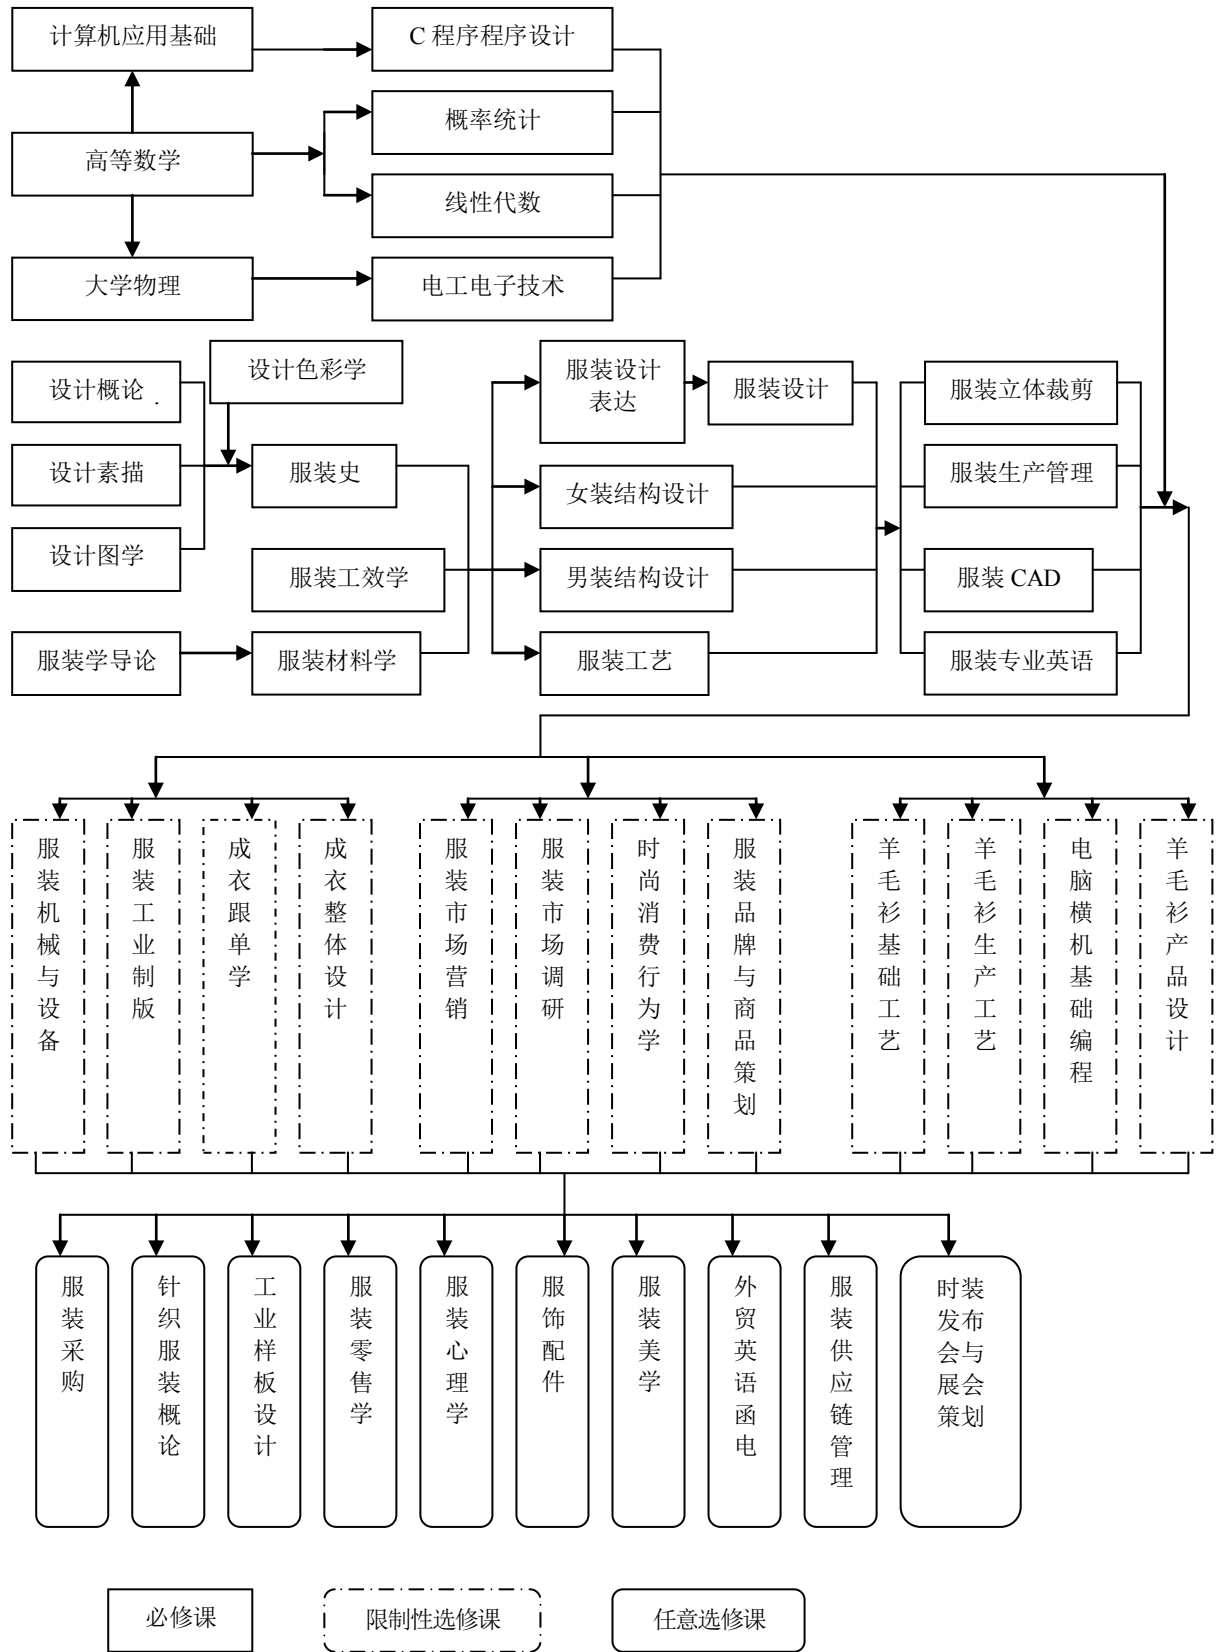 计算机应用基础
C 程序程序设计
概率统计
高等数学
线性代数
大学物理
电工电子技术
设计概论
.
设计色彩学
服装设计
表达
服装设计
服装立体裁剪
设计素描
服装史
女装结构设计
服装生产管理
设计图学
服装工效学
男装结构设计
服装 CAD
服装学导论
服装材料学
服装工艺
服装专业英语
服装机械与设备
服装工业制版
成衣跟单学
成衣整体设计
服装市场营销
服装市场调研
时尚消费行为学
服装品牌与商品策划
羊毛衫基础工艺
羊毛衫生产工艺
电脑横机基础编程
羊毛衫产品设计
服装采购
针织服装概论
工业样板设计
服装零售学
服装心理学
服饰配件
服装美学
外贸英语函电
服装供应链管理
时装
发布
会与
展会
策划
必修课
限制性选修课
任意选修课